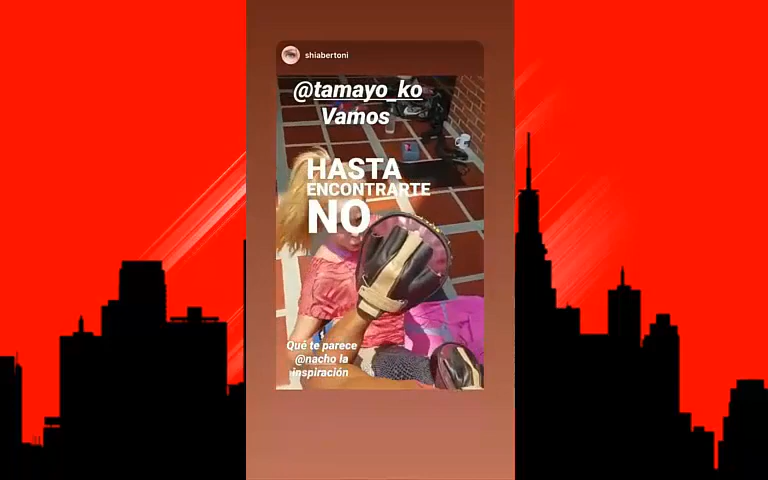 shiabertoni
@tamayo_ko
Vamos
HASTA
ENCONTRARTE
NO
Qué te parece
@nacho la
inspiración